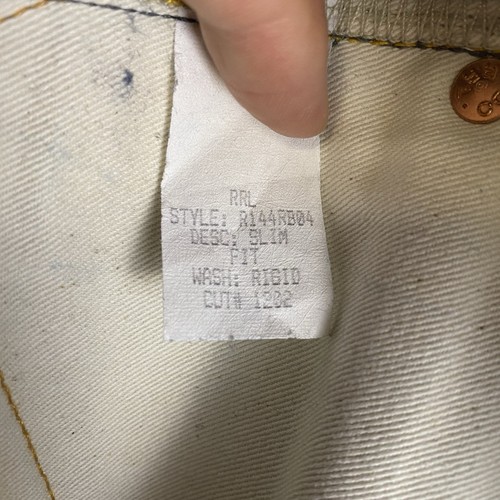 RRL
STYLE: R144RB04
DESC: SLIM
FIT
WASH: RIGID
CUT# 1202